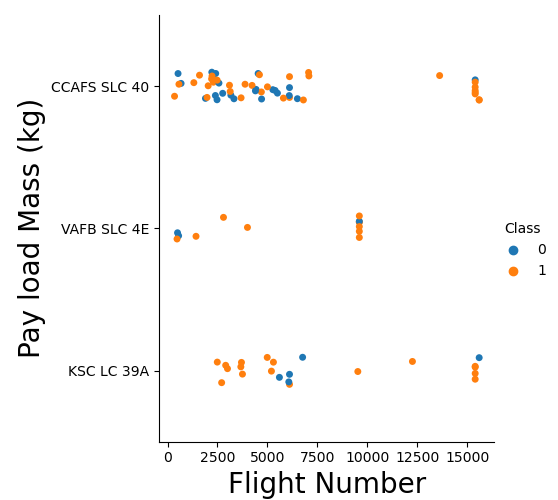 Pay load Mass (kg)
CCAFS SLC 40
VAFB SLC 4E
KSC LC 39A
0 2500 5000 7500 10000 12500 15000
Flight Number
Class
0
1